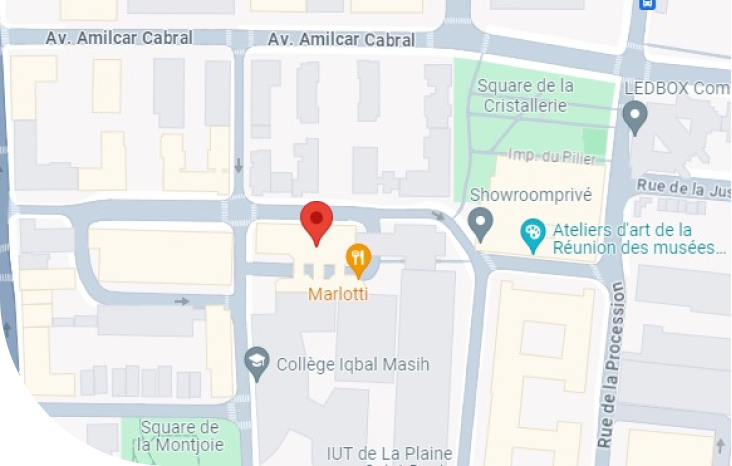 Av. Amilcar Cabral
Av. Amilcar Cabral
Square de la
Cristallerie
LEDBOX Com
Imp. du Pilier
Rue de la Jus
Showroomprivé
Ateliers d'art de la
Réunion des musées...
Marlotti
Rue de la Procession
Collège Iqbal Masih
Square de
la Montjoie
IUT de La Plaine